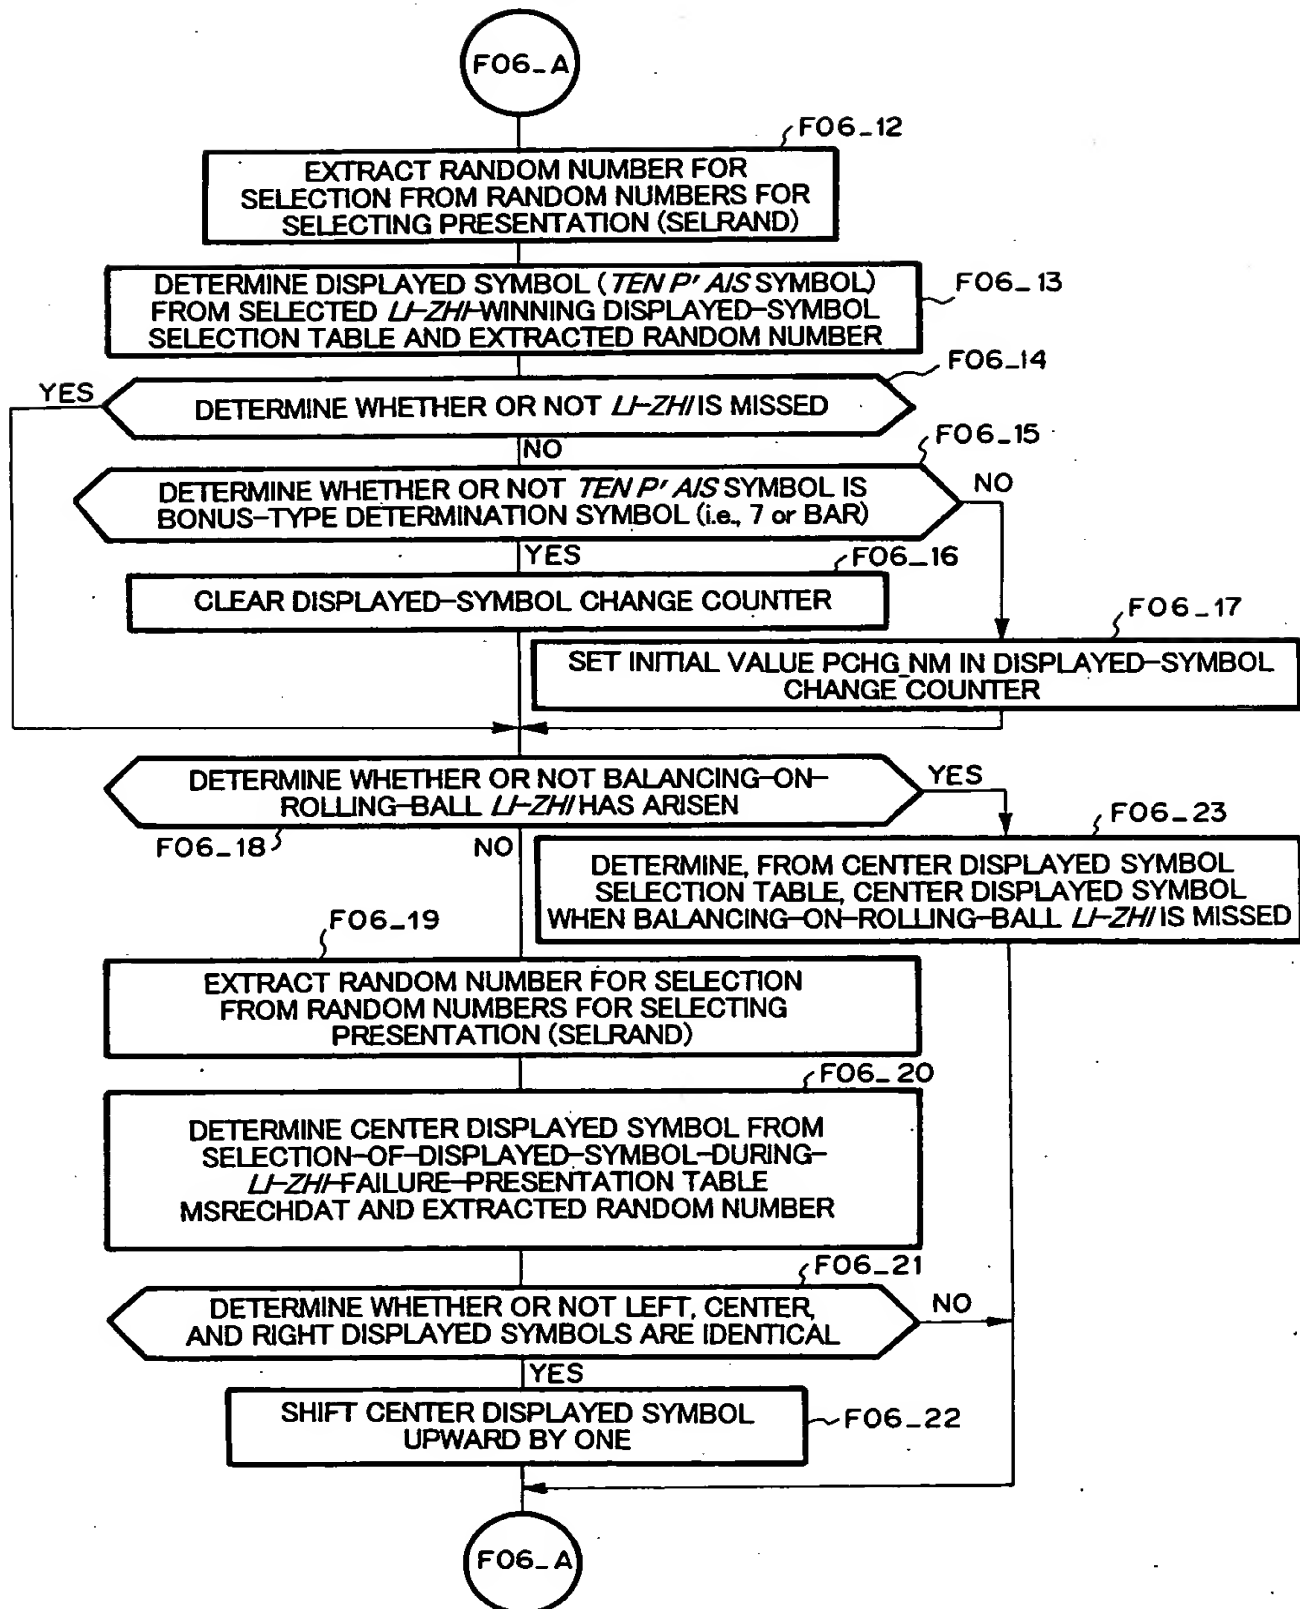 F06_A
F06_12
EXTRACT RANDOM NUMBER FOR
SELECTION FROM RANDOM NUMBERS FOR
SELECTING PRESENTATION (SELRAND)
F06_13
DETERMINE DISPLAYED SYMBOL (TEN P' AIS SYMBOL)
FROM SELECTED LI-ZHI-WINNING DISPLAYED-SYMBOL
SELECTION TABLE AND EXTRACTED RANDOM NUMBER
F06_14
YES
DETERMINE WHETHER OR NOT LI-ZHI IS MISSED
NO
F06_15
DETERMINE WHETHER OR NOT TEN P' AIS SYMBOL IS
BONUS-TYPE DETERMINATION SYMBOL (i.e., 7 or BAR)
NO
YES
F06_16
CLEAR DISPLAYED-SYMBOL CHANGE COUNTER
F06_17
SET INITIAL VALUE PCHG_NM IN DISPLAYED-SYMBOL
CHANGE COUNTER
DETERMINE WHETHER OR NOT BALANCING-ON-
ROLLING-BALL LI-ZHI HAS ARISEN
YES
F06_18
NO
F06_23
DETERMINE, FROM CENTER DISPLAYED SYMBOL
SELECTION TABLE, CENTER DISPLAYED SYMBOL
WHEN BALANCING-ON-ROLLING-BALL LI-ZHI IS MISSED
F06_19
EXTRACT RANDOM NUMBER FOR SELECTION
FROM RANDOM NUMBERS FOR SELECTING
PRESENTATION (SELRAND)
F06_20
DETERMINE CENTER DISPLAYED SYMBOL FROM
SELECTION-OF-DISPLAYED-SYMBOL-DURING-
LI-ZHI-FAILURE-PRESENTATION TABLE
MSRECHDAT AND EXTRACTED RANDOM NUMBER
F06_21
DETERMINE WHETHER OR NOT LEFT, CENTER,
AND RIGHT DISPLAYED SYMBOLS ARE IDENTICAL
NO
YES
SHIFT CENTER DISPLAYED SYMBOL
UPWARD BY ONE
F06_22
F06_A